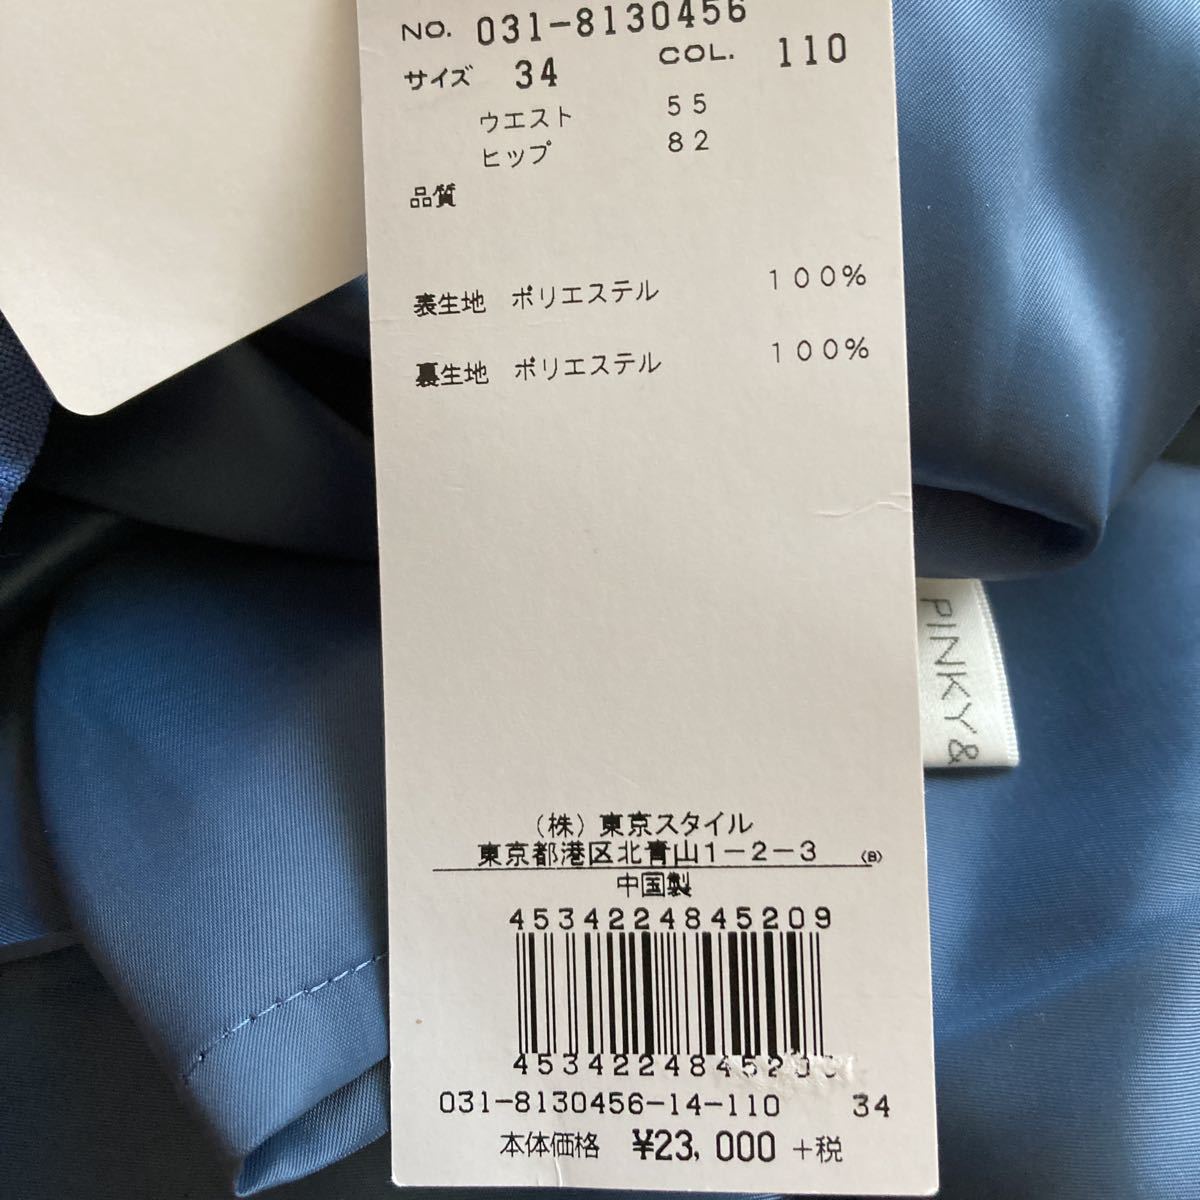 NO. 031-8130456
サイズ 34 COL. 110
ウエスト 55
ヒップ 82
品質
表生地 ポリエステル 100%
裏生地 ポリエステル 100%
PINKY&
(株)東京スタイル
東京都港区北青山1-2-3 (B)
中国製
4534224845209
45342248452
031-8130456-14-110 34
本体価格 ¥23,000 +税